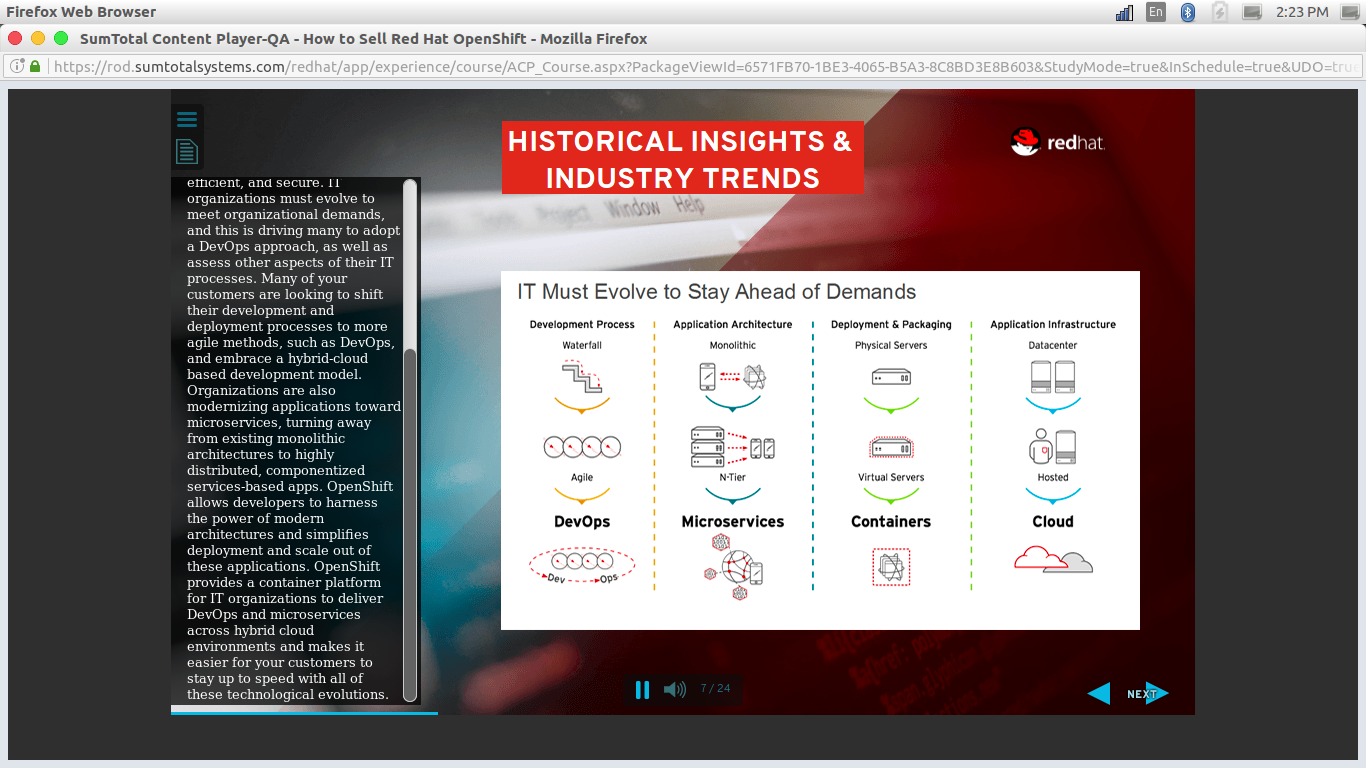 Firefox Web Browser
En
2:23 PM
SumTotal Content Player-QA - How to Sell Red Hat OpenShift - Mozilla Firefox
https://rod.sumtotalsystems.com/redhat/app/experience/course/ACP_Course.aspx?PackageViewId=6571FB70-1BE3-4065-B5A3-8C8BD3E8B603&StudyMode=true&InSchedule=true&UDO=true
HISTORICAL INSIGHTS &
INDUSTRY TRENDS
redhat.
Tools Project Window Help
efficient, and secure. IT
organizations must evolve to
meet organizational demands,
and this is driving many to adopt
a DevOps approach, as well as
assess other aspects of their IT
processes. Many of your
customers are looking to shift
their development and
deployment processes to more
agile methods, such as DevOps,
and embrace a hybrid-cloud
based development model.
Organizations are also
modernizing applications toward
microservices, turning away
from existing monolithic
architectures to highly
distributed, componentized
services-based apps. OpenShift
allows developers to harness
the power of modern
architectures and simplifies
deployment and scale out of
these applications. OpenShift
provides a container platform
for IT organizations to deliver
DevOps and microservices
across hybrid cloud
environments and makes it
easier for your customers to
stay up to speed with all of
these technological evolutions.
IT Must Evolve to Stay Ahead of Demands
Development Process
Waterfall
Agile
DevOps
Dev Ops
Application Architecture
Monolithic
N-Tier
Microservices
Deployment & Packaging
Physical Servers
Virtual Servers
Containers
Application Infrastructure
Datacenter
Hosted
Cloud
7 / 24
NEXT